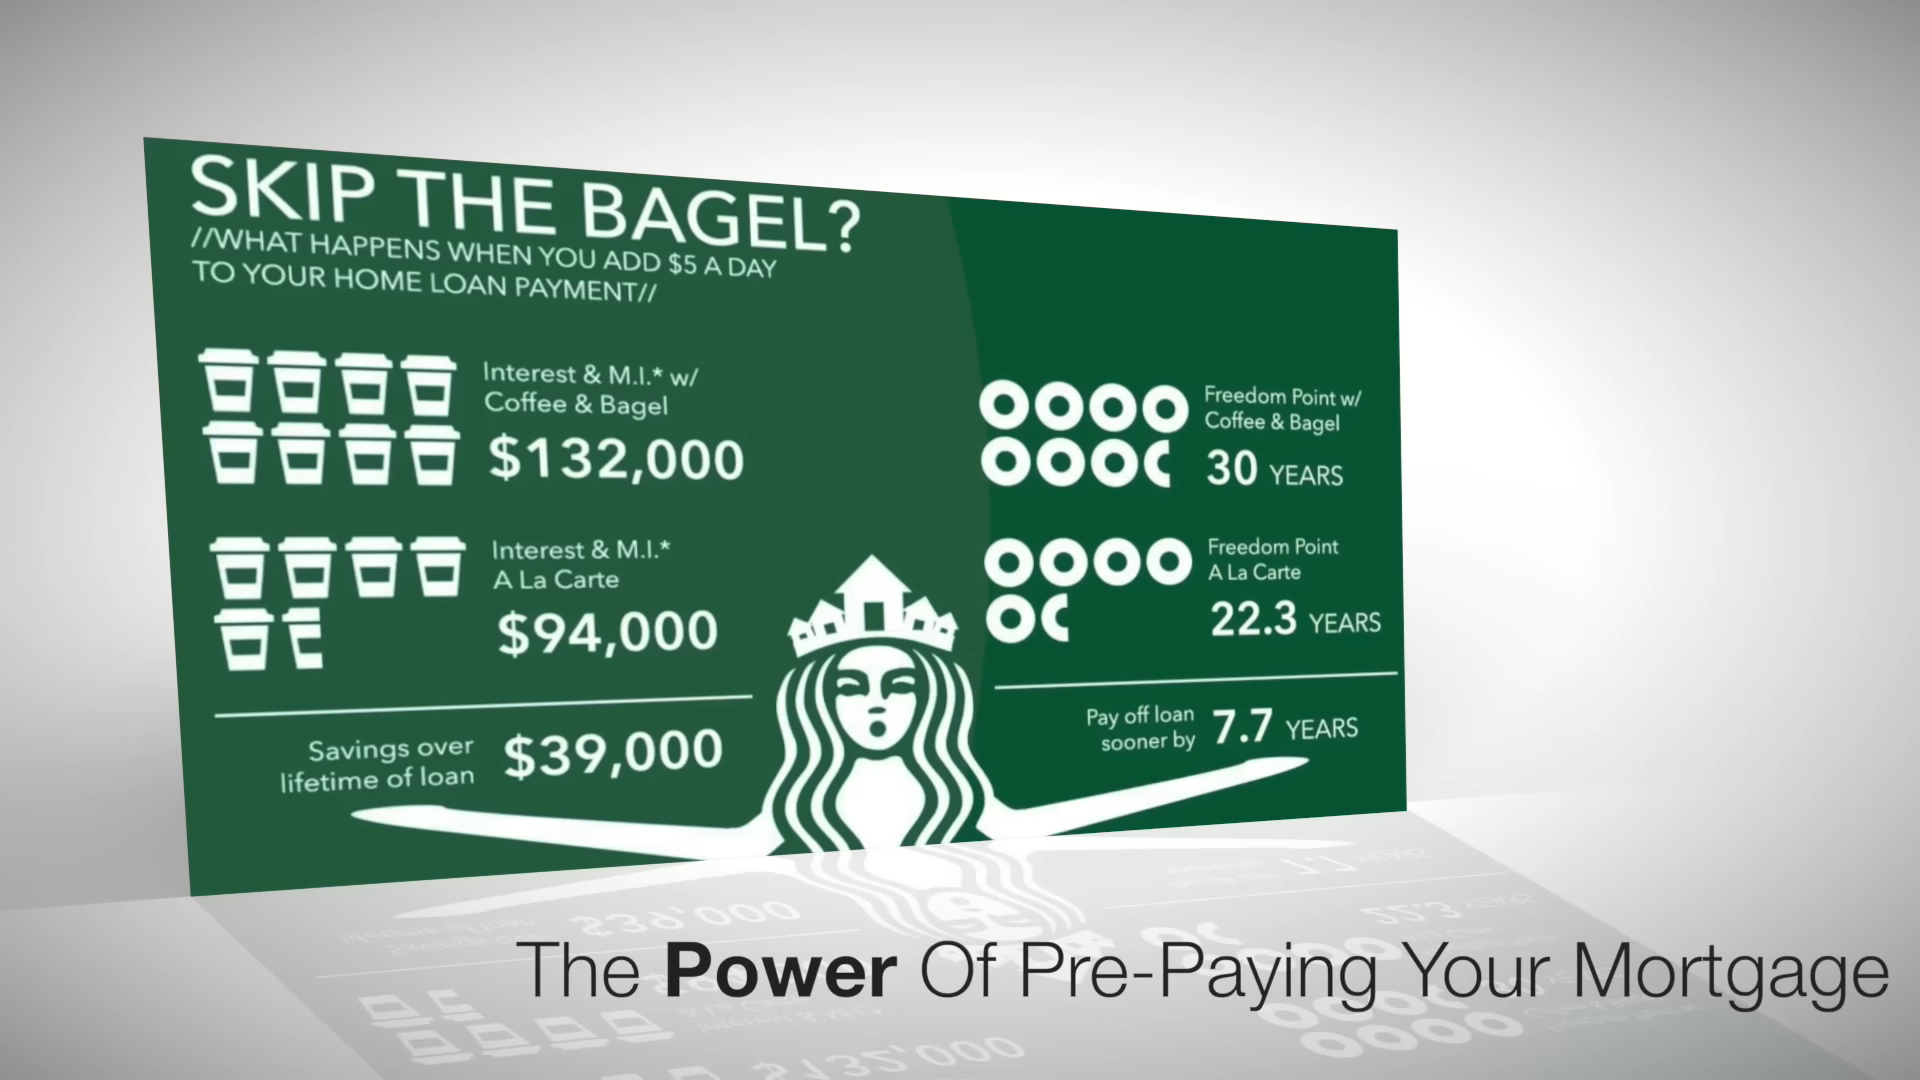 SKIP THE BAGEL?
//WHAT HAPPENS WHEN YOU ADD $5 A DAY
TO YOUR HOME LOAN PAYMENT//
Interest & M.I.* w/
Coffee & Bagel
$132,000
Interest & M.I.*
A La Carte
$94,000
Savings over
lifetime of loan
$39,000
Freedom Point w/
Coffee & Bagel
30 YEARS
Freedom Point
A La Carte
22.3 YEARS
Pay off loan
sooner by
7.7 YEARS
The Power Of Pre-Paying Your Mortgage